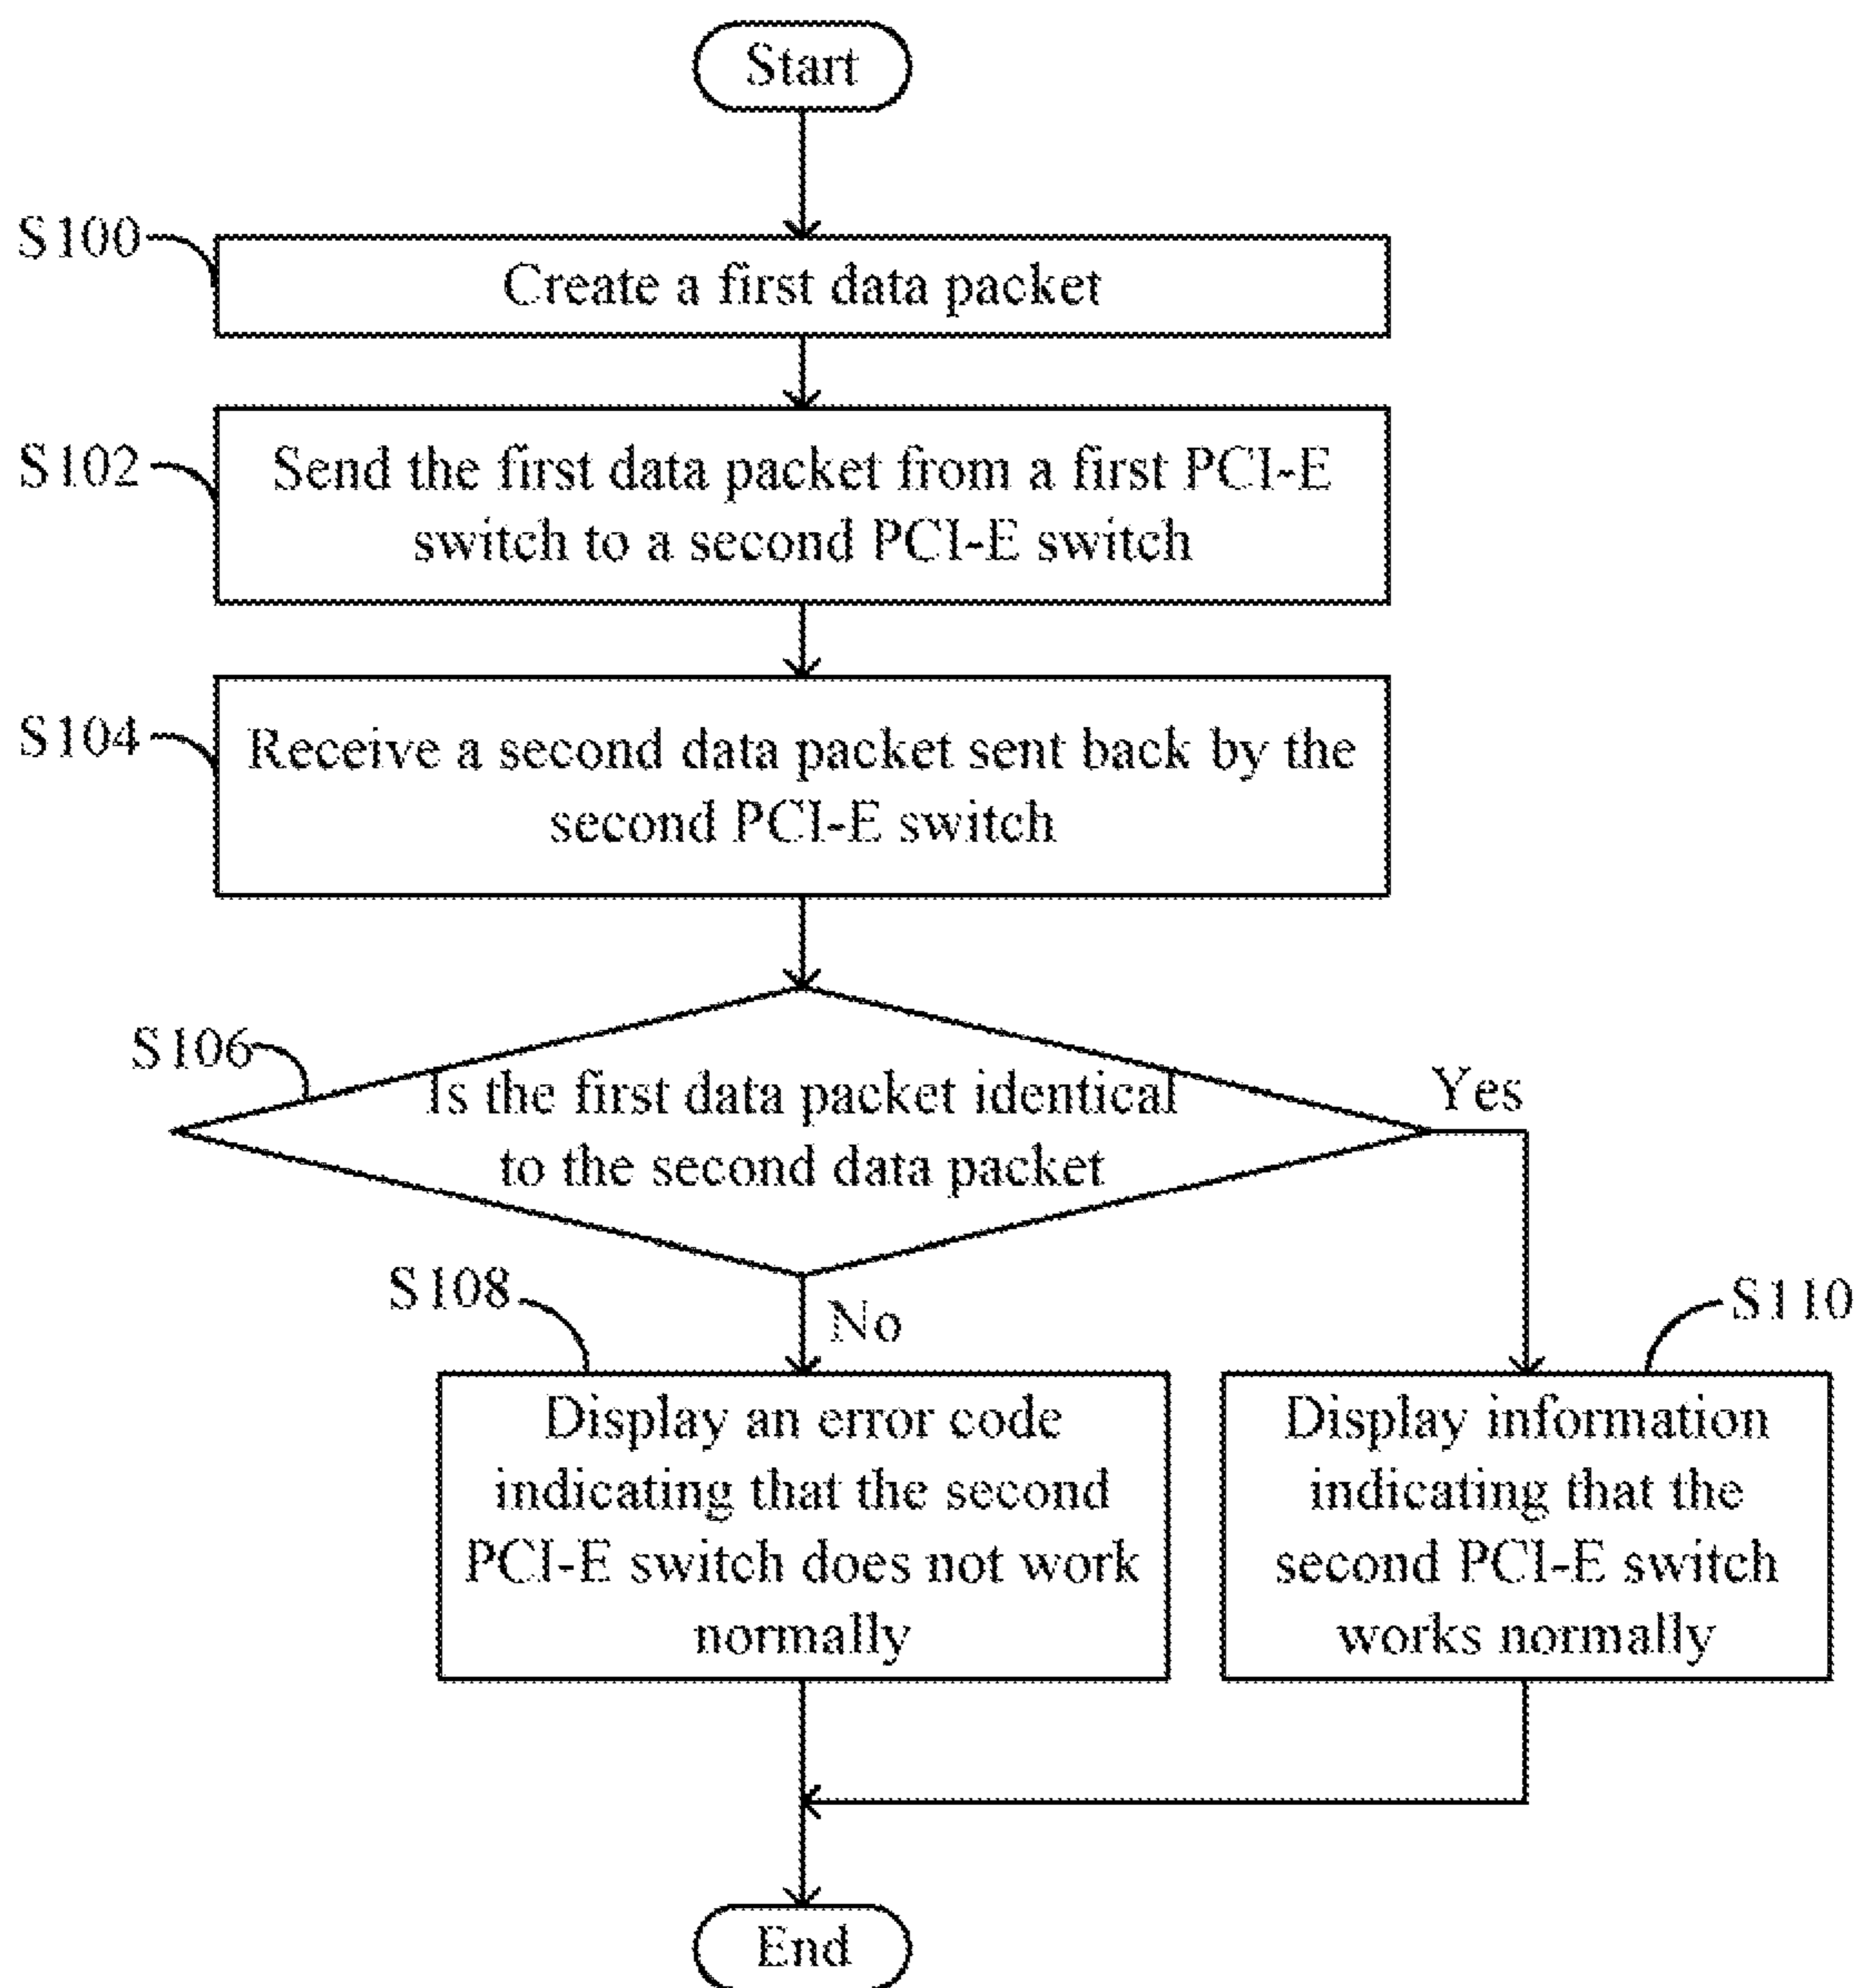 Start
S100
Create a first data packet
S102
Send the first data packet from a first PCI-E
switch to a second PCI-E switch
S104
Receive a second data packet sent back by the
second PCI-E switch
S106
Is the first data packet identical
to the second data packet
Yes
No
S108
Display an error code
indicating that the second
PCI-E switch does not work
normally
S110
Display information
indicating that the
second PCI-E switch
works normally
End